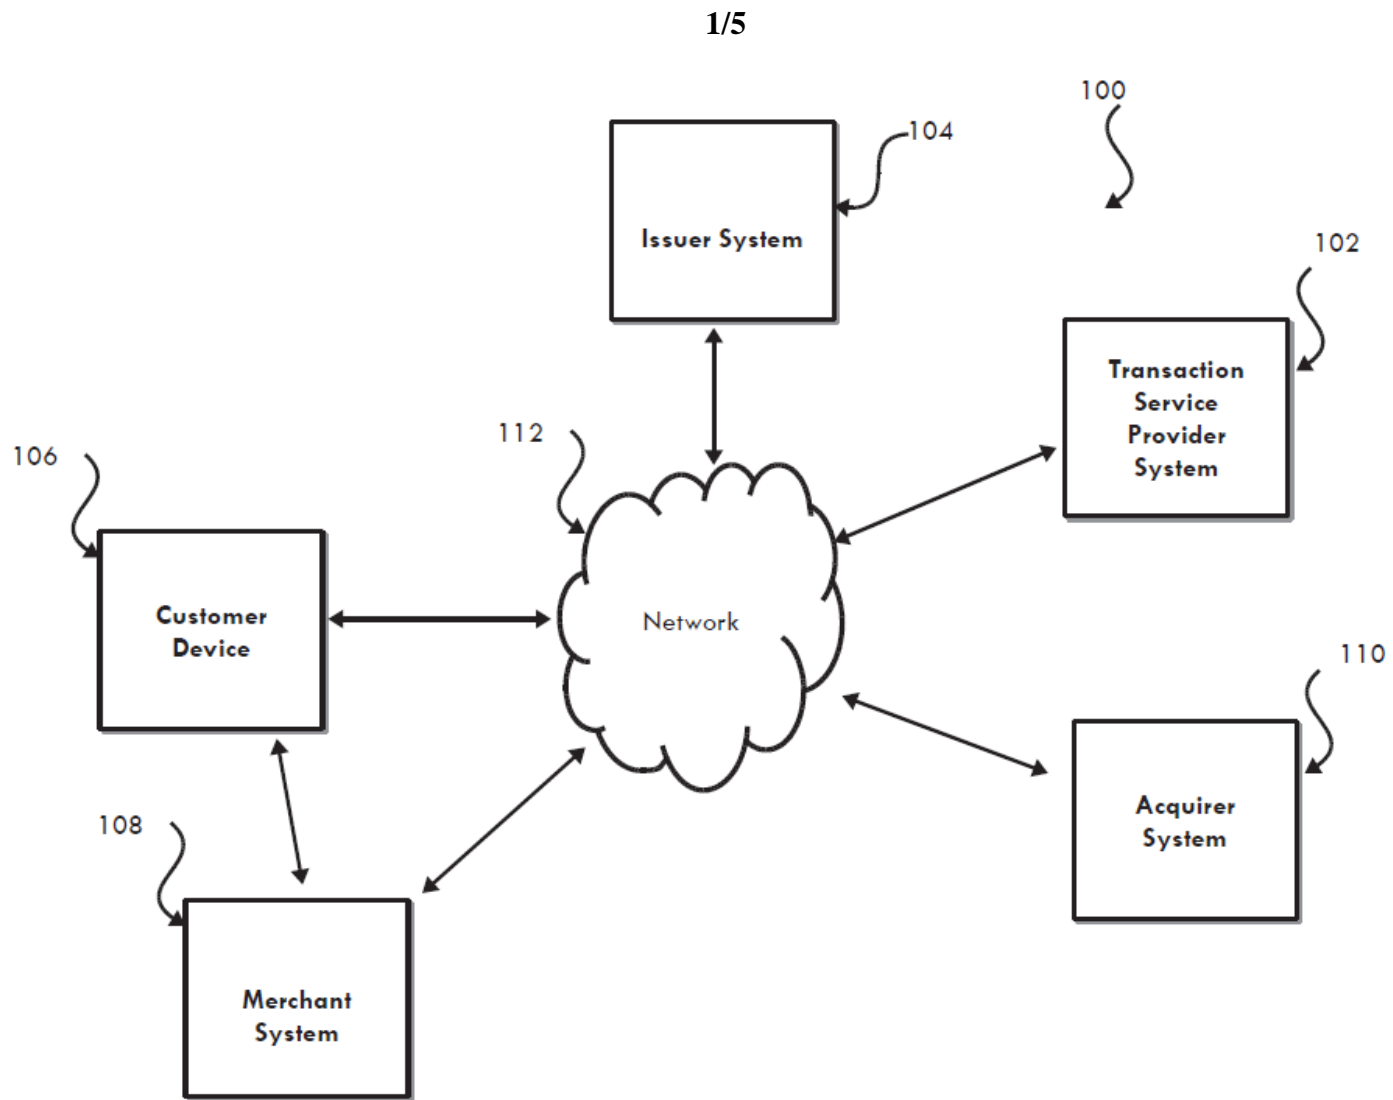 1/5
100
104
Issuer System
102
Transaction
Service
Provider
System
112
106
Customer
Device
Network
110
Acquirer
System
108
Merchant
System